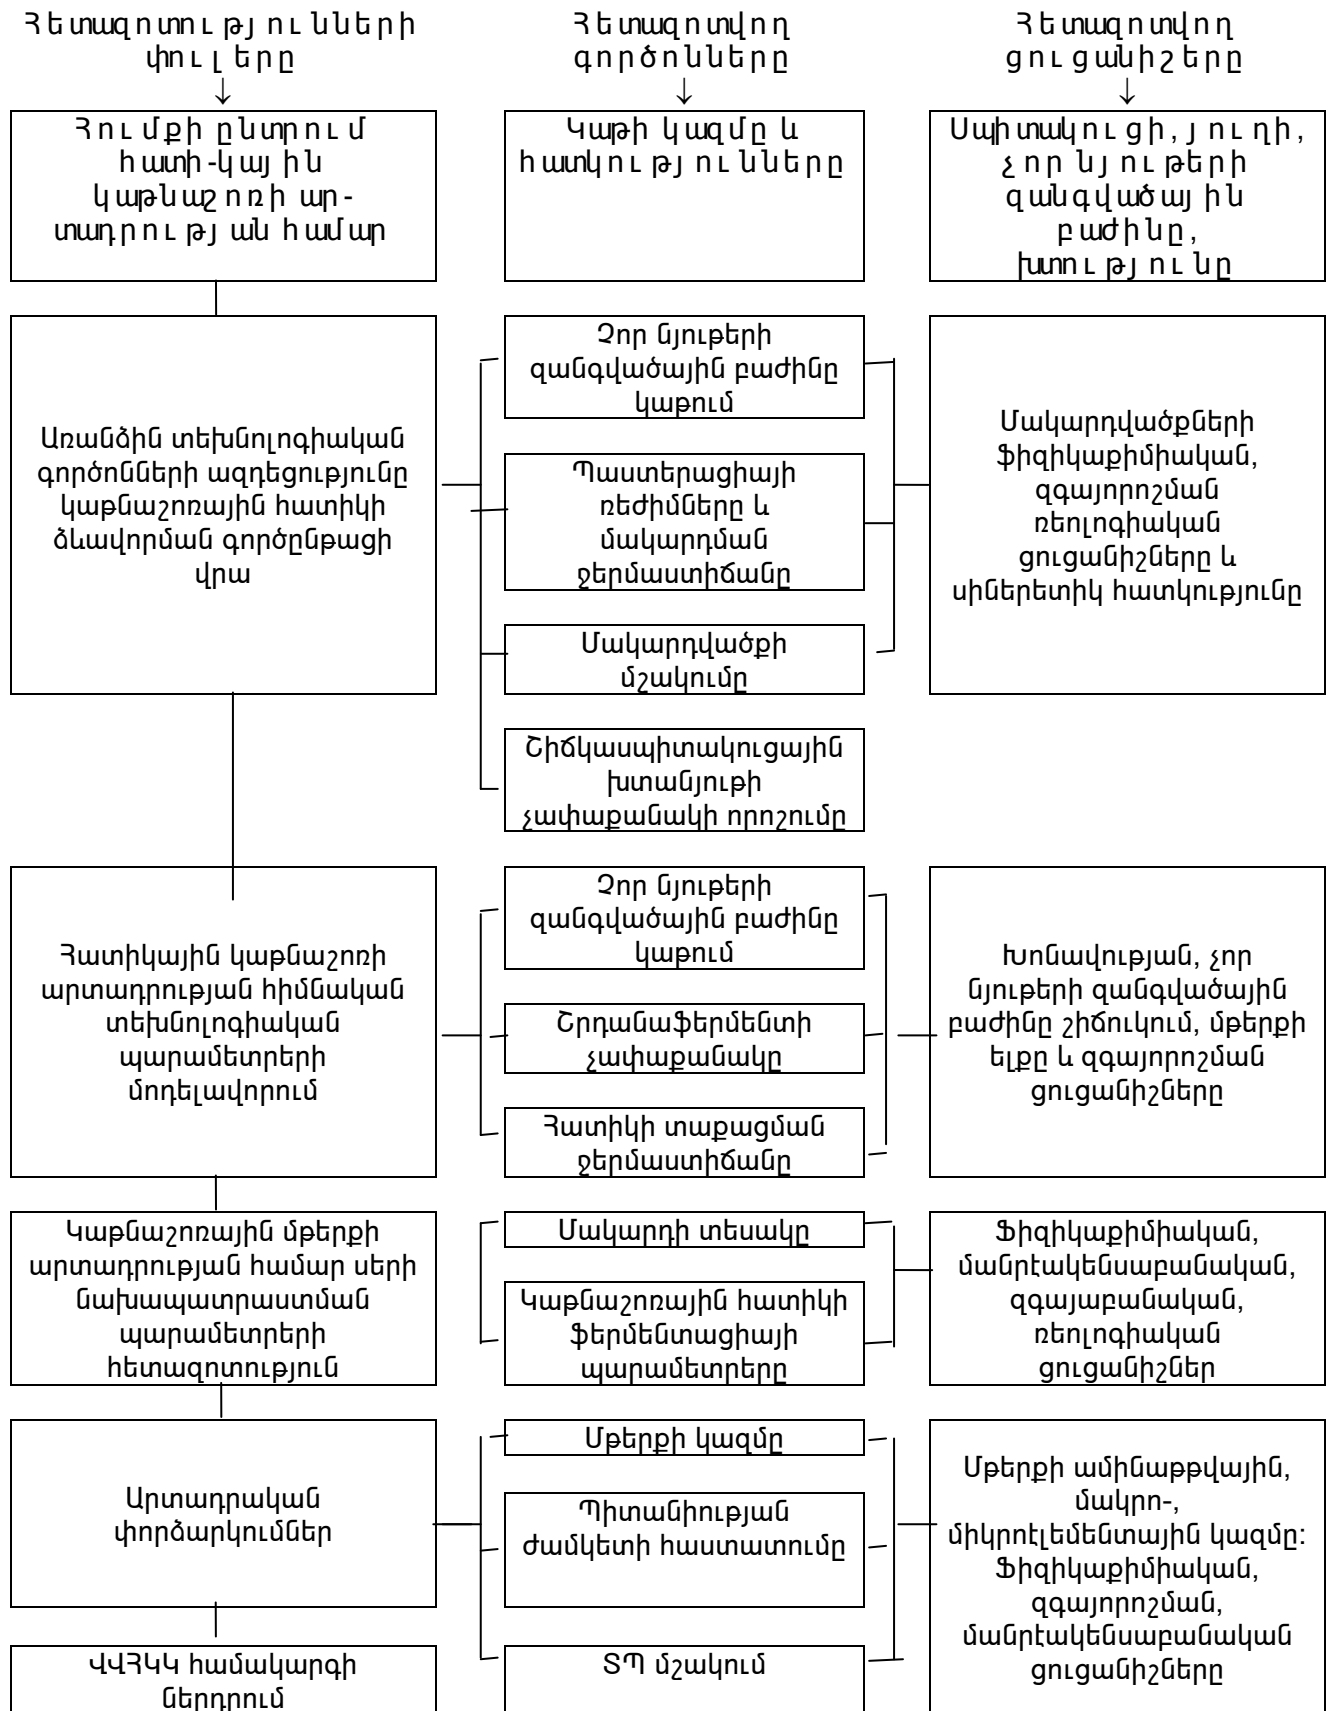 Հետազոտությունների
փուլերը
↓
Հումքի ընտրում
հատի-կային
կաթնաշոռի ար-
տադրության համար
Առանձին տեխնոլոգիական
գործոնների ազդեցությունը
կաթնաշոռային հատիկի
ձևավորման գործընթացի
վրա
Հատիկային կաթնաշոռի
արտադրության հիմնական
տեխնոլոգիական
պարամետրերի
մոդելավորում
Կաթնաշոռային մթերքի
արտադրության համար սերի
նախապատրաստման
պարամետրերի
հետազոտություն
Արտադրական
փորձարկումներ
ՎՎՀԿԿ համակարգի
ներդրում
Հետազոտվող
գործոնները
↓
Կաթի կազմը և
հատկությունները
Չոր նյութերի
զանգվածային բաժինը
կաթում
Պաստերացիայի
ռեժիմները և
մակարդման
ջերմաստիճանը
Մակարդվածքի
մշակումը
Շիճկասպիտակուցային
խտանյութի
չափաքանակի որոշումը
Չոր նյութերի
զանգվածային բաժինը
կաթում
Շրդանաֆերմենտի
չափաքանակը
Հատիկի տաքացման
ջերմաստիճանը
Մակարդի տեսակը
Կաթնաշոռային հատիկի
ֆերմենտացիայի
պարամետրերը
Մթերքի կազմը
Պիտանիության
ժամկետի հաստատումը
ՏՊ մշակում
Հետազոտվող
ցուցանիշերը
↓
Սպիտակուցի, յուղի,
չոր նյութերի
զանգվածային
բաժինը,
խտությունը
Մակարդվածքների
ֆիզիկաքիմիական,
զգայորոշման
ռեոլոգիական
ցուցանիշները և
սիներետիկ հատկությունը
Խոնավության, չոր
նյութերի զանգվածային
բաժինը շիճուկում, մթերքի
ելքը և զգայորոշման
ցուցանիշները
Ֆիզիկաքիմիական,
մանրէակենսաբանական,
զգայաբանական,
ռեոլոգիական
ցուցանիշներ
Մթերքի ամինաթթվային,
մակրո-,
միկրոէլեմենտային կազմը:
Ֆիզիկաքիմիական,
զգայորոշման,
մանրէակենսաբանական
ցուցանիշները